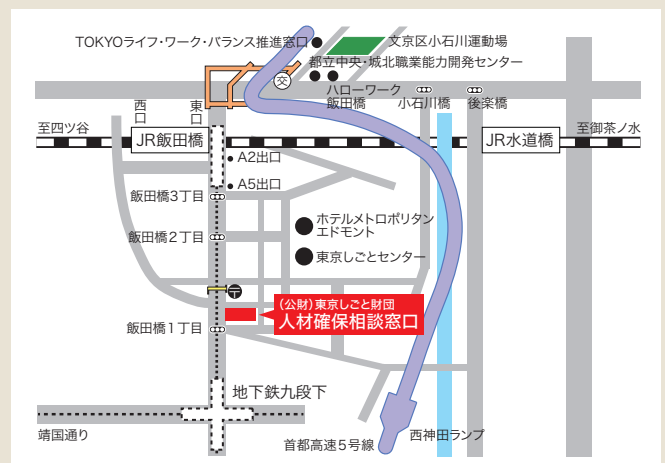 TOKYOライフ・ワーク・バランス推進窓口
文京区小石川運動場
都立中央・城北職業能力開発センター
交
ハローワーク
飯田橋
小石川橋
後楽橋
西口
東口
至四ツ谷
JR飯田橋
JR水道橋
至御茶ノ水
A2出口
A5出口
飯田橋3丁目
飯田橋2丁目
ホテルメトロポリタン
エドモント
東京しごとセンター
〒
(公財)東京しごと財団
人材確保相談窓口
飯田橋1丁目
地下鉄九段下
靖国通り
首都高速5号線
西神田ランプ